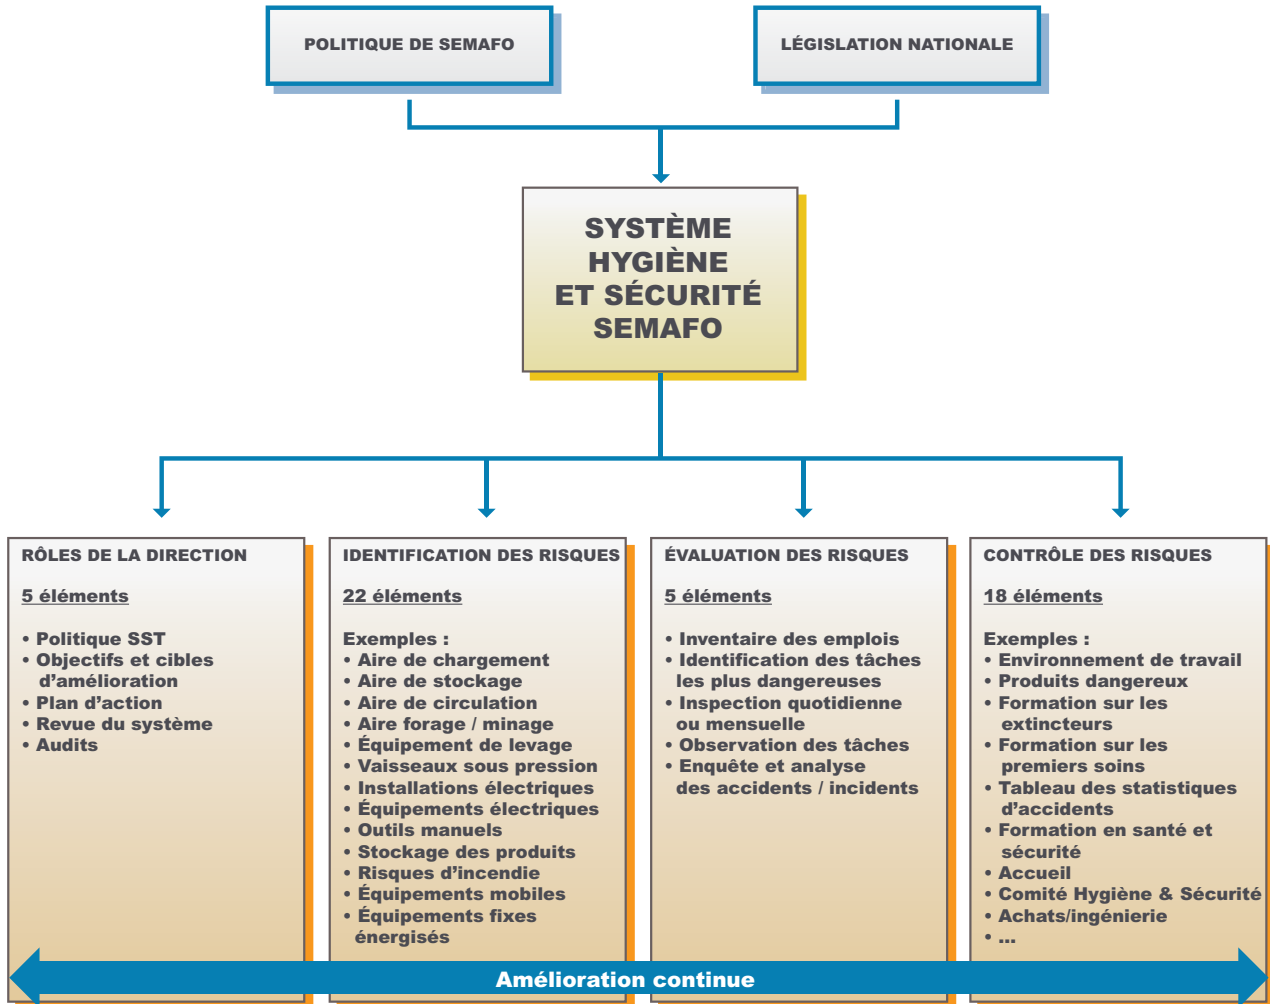 POLITIQUE DE SEMAFO
LÉGISLATION NATIONALE
SYSTÈME
HYGIÈNE
ET SÉCURITÉ
SEMAFO
RÔLES DE LA DIRECTION
5 éléments
• Politique SST
• Objectifs et cibles
d’amélioration
• Plan d’action
• Revue du système
• Audits
IDENTIFICATION DES RISQUES
22 éléments
Exemples :
• Aire de chargement
• Aire de stockage
• Aire de circulation
• Aire forage / minage
• Équipement de levage
• Vaisseaux sous pression
• Installations électriques
• Équipements électriques
• Outils manuels
• Stockage des produits
• Risques d’incendie
• Équipements mobiles
• Équipements fixes
énergisés
ÉVALUATION DES RISQUES
5 éléments
• Inventaire des emplois
• Identification des tâches
les plus dangereuses
• Inspection quotidienne
ou mensuelle
• Observation des tâches
• Enquête et analyse
des accidents / incidents
CONTRÔLE DES RISQUES
18 éléments
Exemples :
• Environnement de travail
• Produits dangereux
• Formation sur les
extincteurs
• Formation sur les
premiers soins
• Tableau des statistiques
d’accidents
• Formation en santé et
sécurité
• Accueil
• Comité Hygiène & Sécurité
• Achats/ingénierie
• ...
Amélioration continue